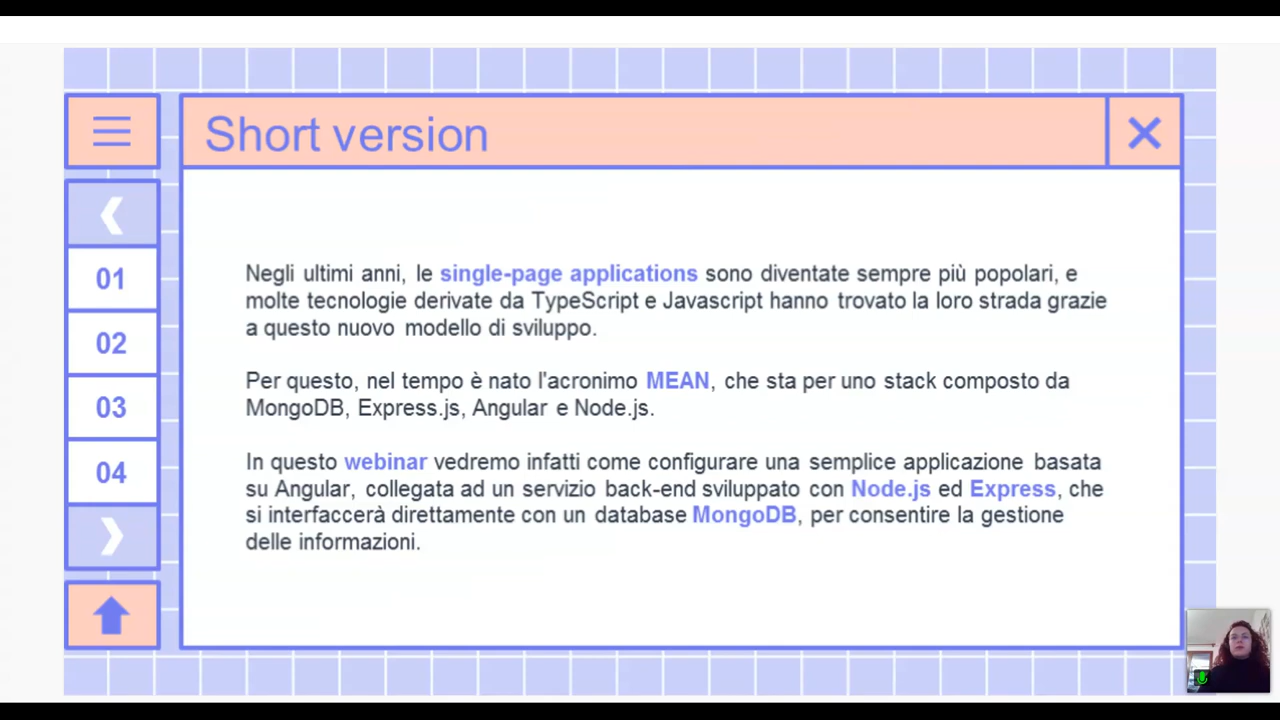 Short version
01
02
03
04
Negli ultimi anni, le single-page applications sono diventate sempre più popolari, e
molte tecnologie derivate da TypeScript e Javascript hanno trovato la loro strada grazie
a questo nuovo modello di sviluppo.
Per questo, nel tempo è nato l'acronimo MEAN, che sta per uno stack composto da
MongoDB, Express.js, Angular e Node.js.
In questo webinar vedremo infatti come configurare una semplice applicazione basata
su Angular, collegata ad un servizio back-end sviluppato con Node.js ed Express, che
si interfaccerà direttamente con un database MongoDB, per consentire la gestione
delle informazioni.